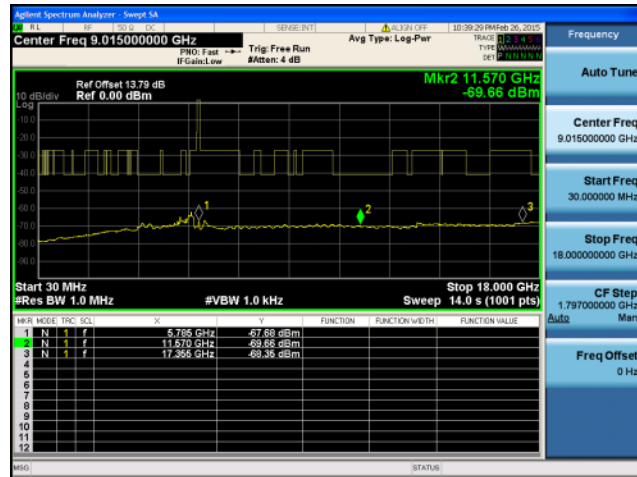 Agilent Spectrum Analyzer - Swept SA
RL RF 50 Ω DC SENSE:INT ALIGN OFF 10:39:29 PM Feb 26, 2015
Center Freq 9.015000000 GHz
PNO: Fast
IFGain:Low
Trig: Free Run
#Atten: 4 dB
Avg Type: Log-Pwr
TRACE 1 2 3 4 5 6
TYPE
DET P N N N N N
Ref Offset 13.79 dB
10 dB/div Ref 0.00 dBm
Log
Mkr2 11.570 GHz
-69.66 dBm
-10.0
-20.0
-30.0
-40.0
-50.0
-60.0
-70.0
-80.0
-90.0
1
2
3
Start 30 MHz Stop 18.000 GHz
#Res BW 1.0 MHz #VBW 1.0 kHz Sweep 14.0 s (1001 pts)
MKR MODE TRC SCL X Y FUNCTION FUNCTION WIDTH FUNCTION VALUE
1 N 1 f 5.785 GHz -67.68 dBm
2 N 1 f 11.570 GHz -69.66 dBm
3 N 1 f 17.355 GHz -68.35 dBm
4
5
6
7
8
9
10
11
12
MSG STATUS
Frequency
Auto Tune
Center Freq
9.015000000 GHz
Start Freq
30.000000 MHz
Stop Freq
18.000000000 GHz
CF Step
1.797000000 GHz
Auto Man
Freq Offset
0 Hz